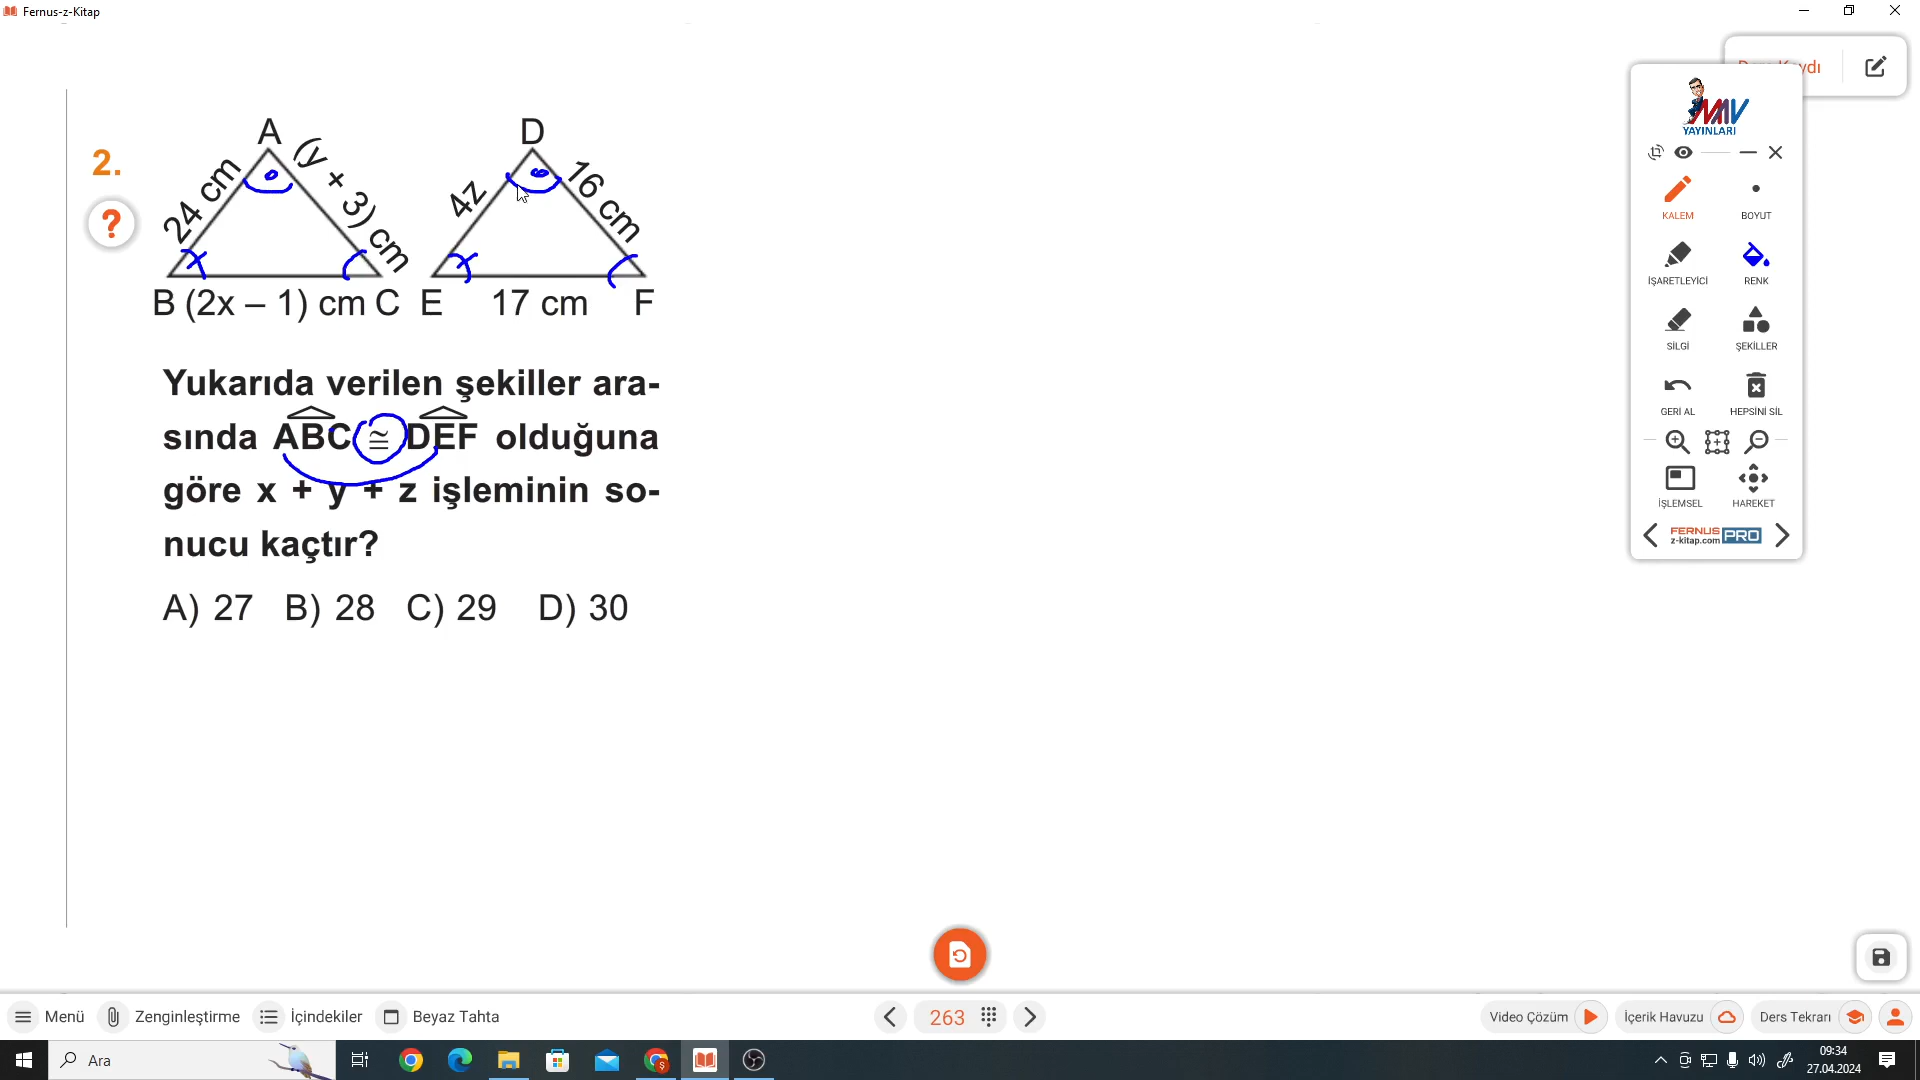 Fernus-z-Kitap
2.
?
A
24 cm
(y + 3) cm
B (2x – 1) cm C
D
4z
16 cm
E 17 cm F
Yukarıda verilen şekiller ara-
sında ABC ≅ DEF olduğuna
göre x + y + z işleminin so-
nucu kaçtır?
A) 27 B) 28 C) 29 D) 30
YAYINLARI
KALEM BOYUT
İŞARETLEYİCİ RENK
SİLGİ ŞEKİLLER
GERİ AL HEPSİNİ SİL
İŞLEMSEL HAREKET
FERNUS
z-kitap.com PRO
Menü Zenginleştirme İçindekiler Beyaz Tahta 263 Video Çözüm İçerik Havuzu Ders Tekrarı
Ara
09:34
27.04.2024